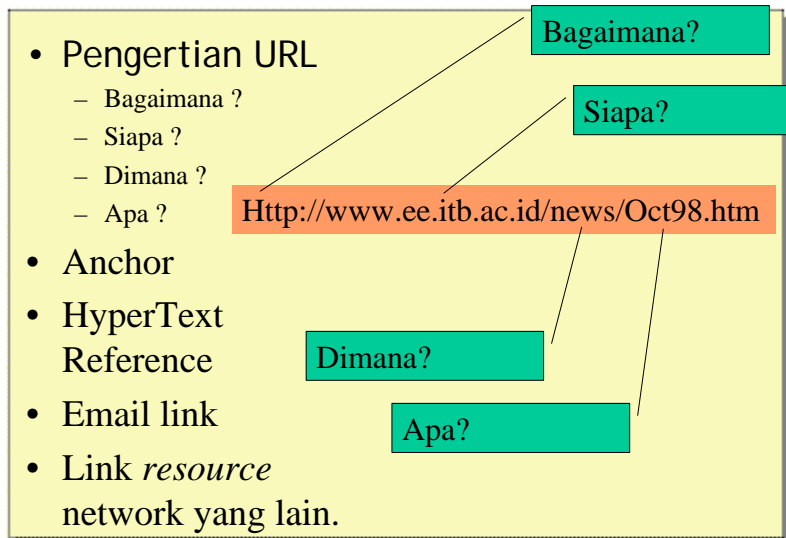 • Pengertian URL
– Bagaimana ?
– Siapa ?
– Dimana ?
– Apa ?
• Anchor
• HyperText
Reference
• Email link
• Link resource
network yang lain.
Bagaimana?
Siapa?
Http://www.ee.itb.ac.id/news/Oct98.htm
Dimana?
Apa?